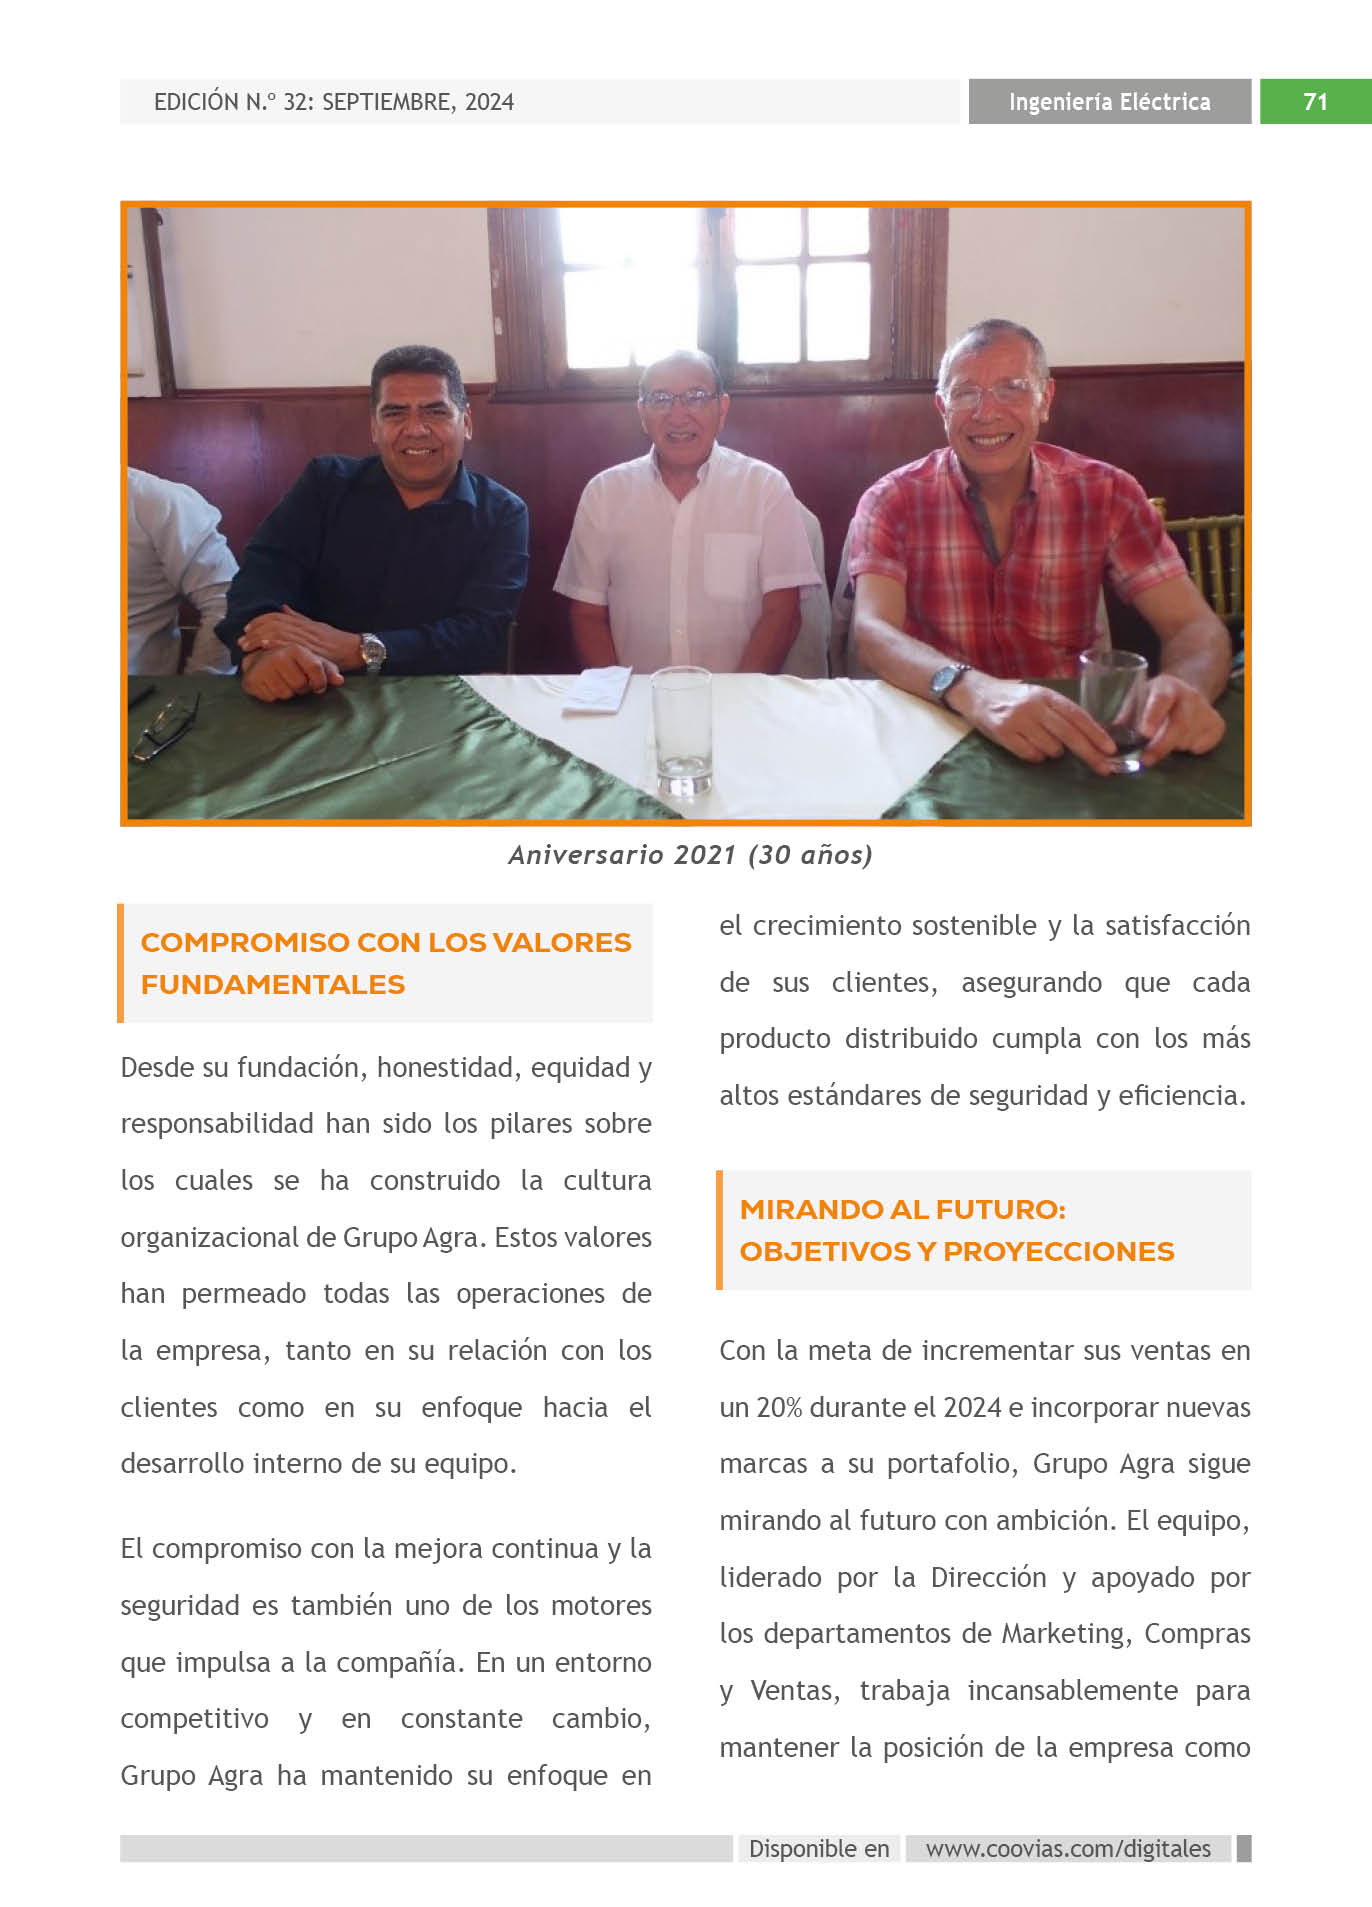 EDICIÓN N.º 32: SEPTIEMBRE, 2024
Ingeniería Eléctrica
71
Aniversario 2021 (30 años)
COMPROMISO CON LOS VALORES
FUNDAMENTALES
Desde su fundación, honestidad, equidad y
responsabilidad han sido los pilares sobre
los cuales se ha construido la cultura
organizacional de Grupo Agra. Estos valores
han permeado todas las operaciones de
la empresa, tanto en su relación con los
clientes como en su enfoque hacia el
desarrollo interno de su equipo.
El compromiso con la mejora continua y la
seguridad es también uno de los motores
que impulsa a la compañía. En un entorno
competitivo y en constante cambio,
Grupo Agra ha mantenido su enfoque en
el crecimiento sostenible y la satisfacción
de sus clientes, asegurando que cada
producto distribuido cumpla con los más
altos estándares de seguridad y eficiencia.
MIRANDO AL FUTURO:
OBJETIVOS Y PROYECCIONES
Con la meta de incrementar sus ventas en
un 20% durante el 2024 e incorporar nuevas
marcas a su portafolio, Grupo Agra sigue
mirando al futuro con ambición. El equipo,
liderado por la Dirección y apoyado por
los departamentos de Marketing, Compras
y Ventas, trabaja incansablemente para
mantener la posición de la empresa como
Disponible en
www.coovias.com/digitales